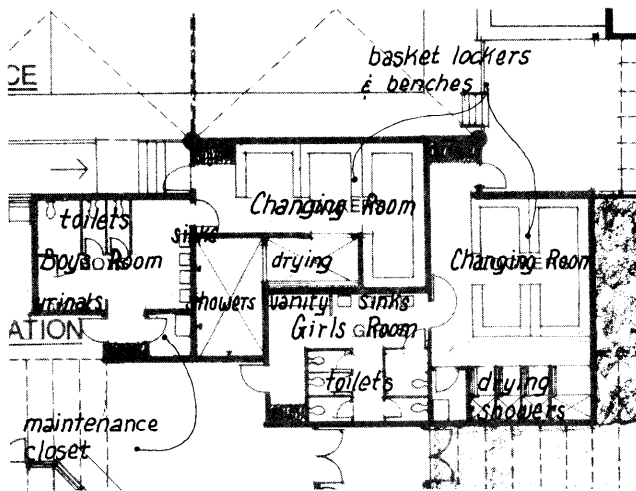 CE
basket lockers
& benches
Changing Room
toilets
sinks
Boys Room
drying
Changing Room
urinals
showers
vanity
sinks
ATION
Girls Room
toilets
drying
showers
maintenance
closet